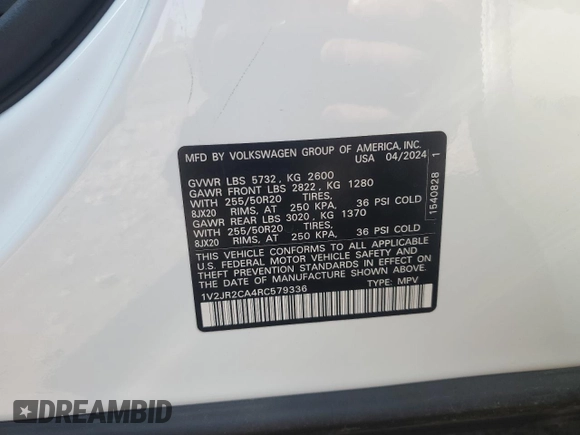 MFD BY VOLKSWAGEN GROUP OF AMERICA, INC.
USA 04/2024
GVWR LBS 5732, KG 2600
GAWR FRONT LBS 2822, KG 1280
WITH 255/50R20 TIRES,
8JX20 RIMS, AT 250 KPA, 36 PSI COLD
GAWR REAR LBS 3020, KG 1370
WITH 255/50R20 TIRES,
8JX20 RIMS, AT 250 KPA, 36 PSI COLD
THIS VEHICLE CONFORMS TO ALL APPLICABLE
U.S. FEDERAL MOTOR VEHICLE SAFETY AND
THEFT PREVENTION STANDARDS IN EFFECT ON THE
DATE OF MANUFACTURE SHOWN ABOVE.
1V2JR2CA4RC579336 TYPE: MPV
1540828 1
DREAMBID